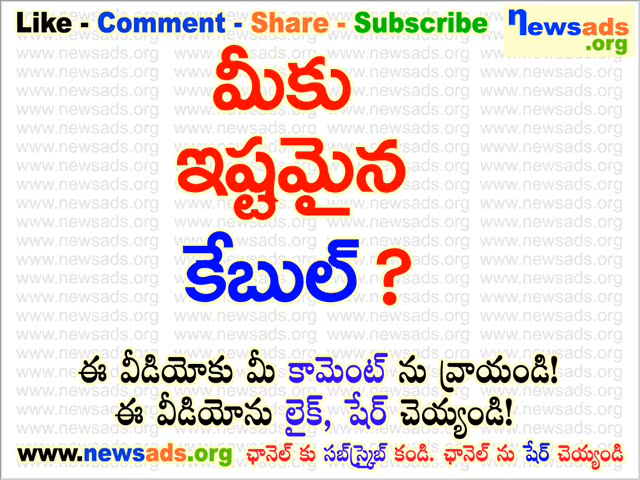 Like - Comment - Share - Subscribe
newsads
.org
మీకు
ఇష్టమైన
కేబుల్ ?
ఈ వీడియోకు మీ కామెంట్ ను వ్రాయండి!
ఈ వీడియోను లైక్, షేర్ చెయ్యండి!
www.newsads.org ఛానెల్ కు సబ్‌స్క్రైబ్ కండి. ఛానెల్ ను షేర్ చెయ్యండి